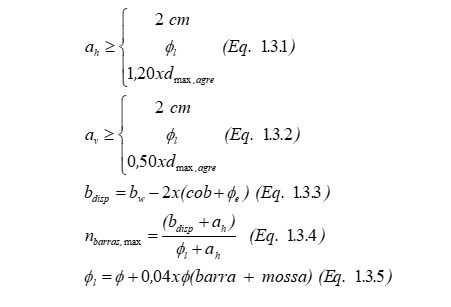 a_h ≥ { 2 cm
ϕ_l (Eq. 1.3.1)
1,20xd_max,agre
a_v ≥ { 2 cm
ϕ_l (Eq. 1.3.2)
0,50xd_max,agre
b_disp = b_w − 2x(cob + ϕ_e) (Eq. 1.3.3)
n_barras,max = (b_disp + a_h) / (ϕ_l + a_h) (Eq. 1.3.4)
ϕ_l = ϕ + 0,04xϕ(barra + mossa) (Eq. 1.3.5)